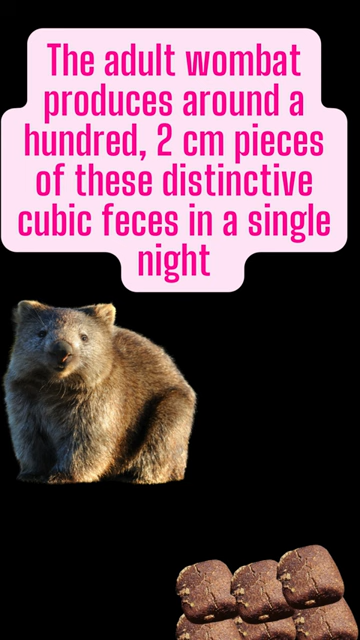 The adult wombat
produces around a
hundred, 2 cm pieces
of these distinctive
cubic feces in a single
night